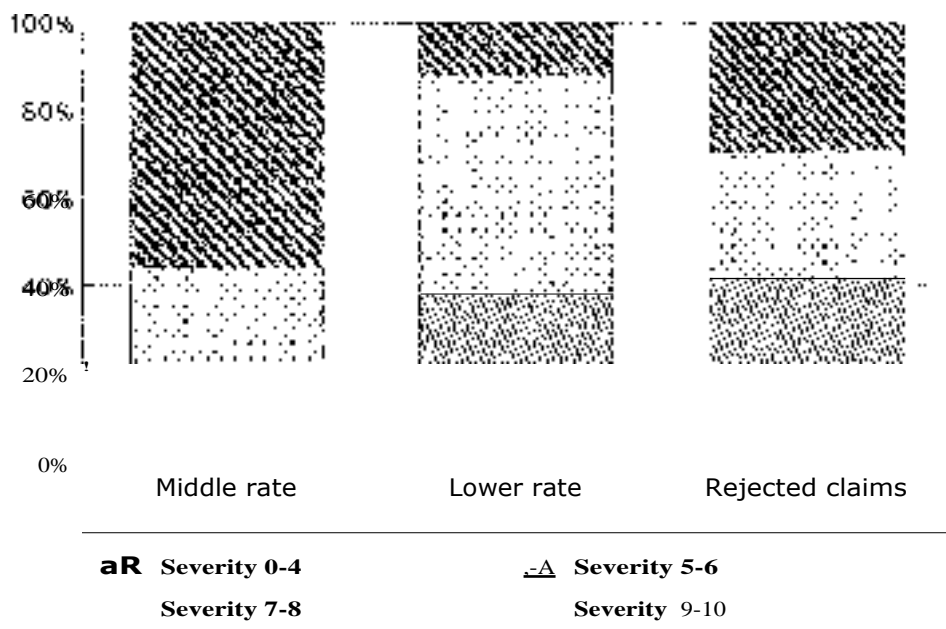 100%
80%
60%
40%
20%
0%
Middle rate Lower rate Rejected claims
aR Severity 0-4 .-A Severity 5-6
Severity 7-8 Severity 9-10